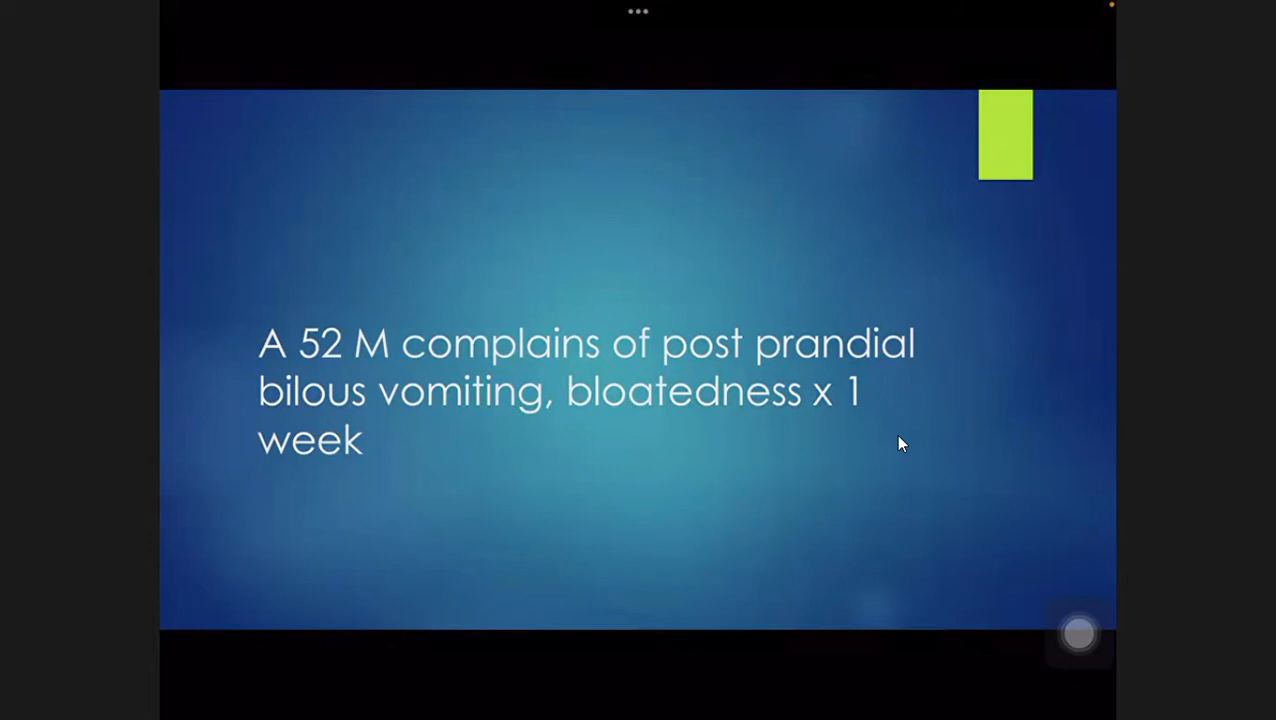 A 52 M complains of post prandial
bilous vomiting, bloatedness x 1
week